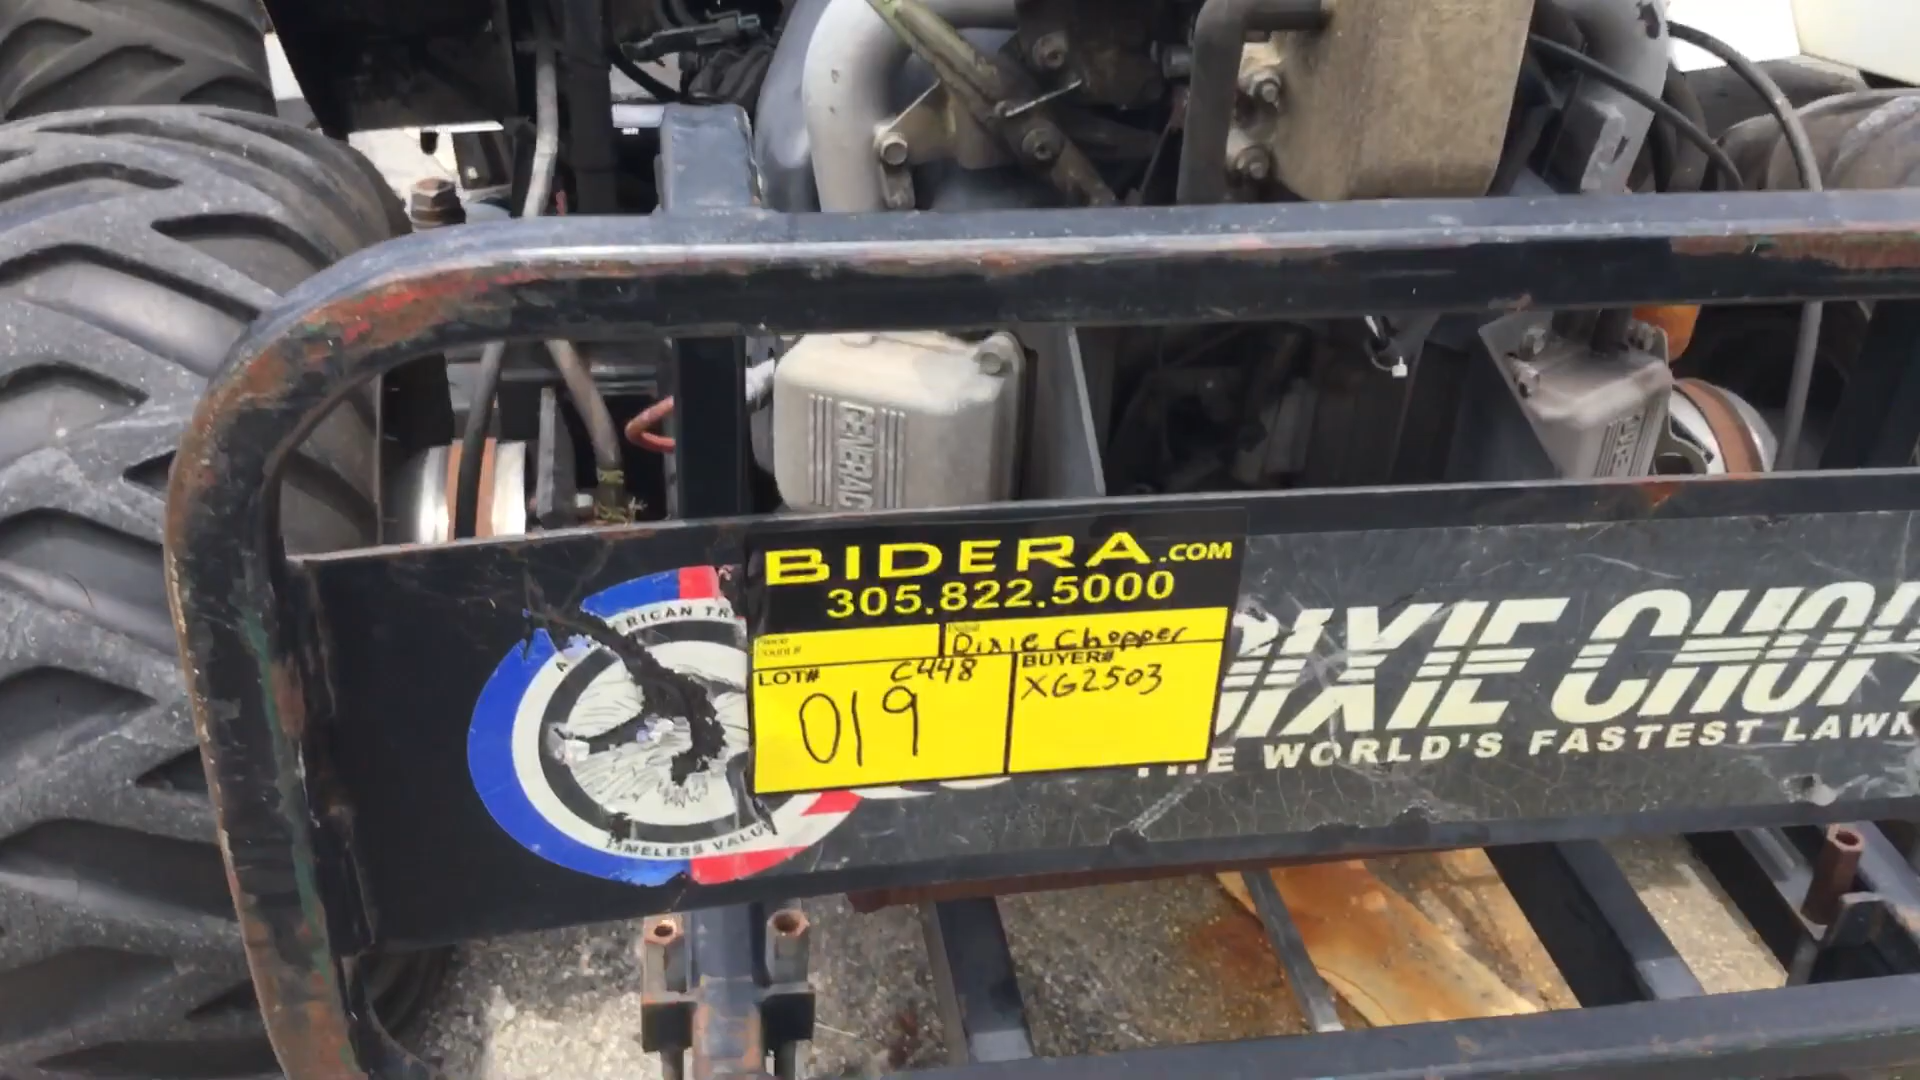 GENERAC
BIDERA.COM
305.822.5000
Dixie Chopper
LOT# C448
019
BUYER#
XG2503
TIMELESS VALU
DIXIE CHOP
THE WORLD'S FASTEST LAWN